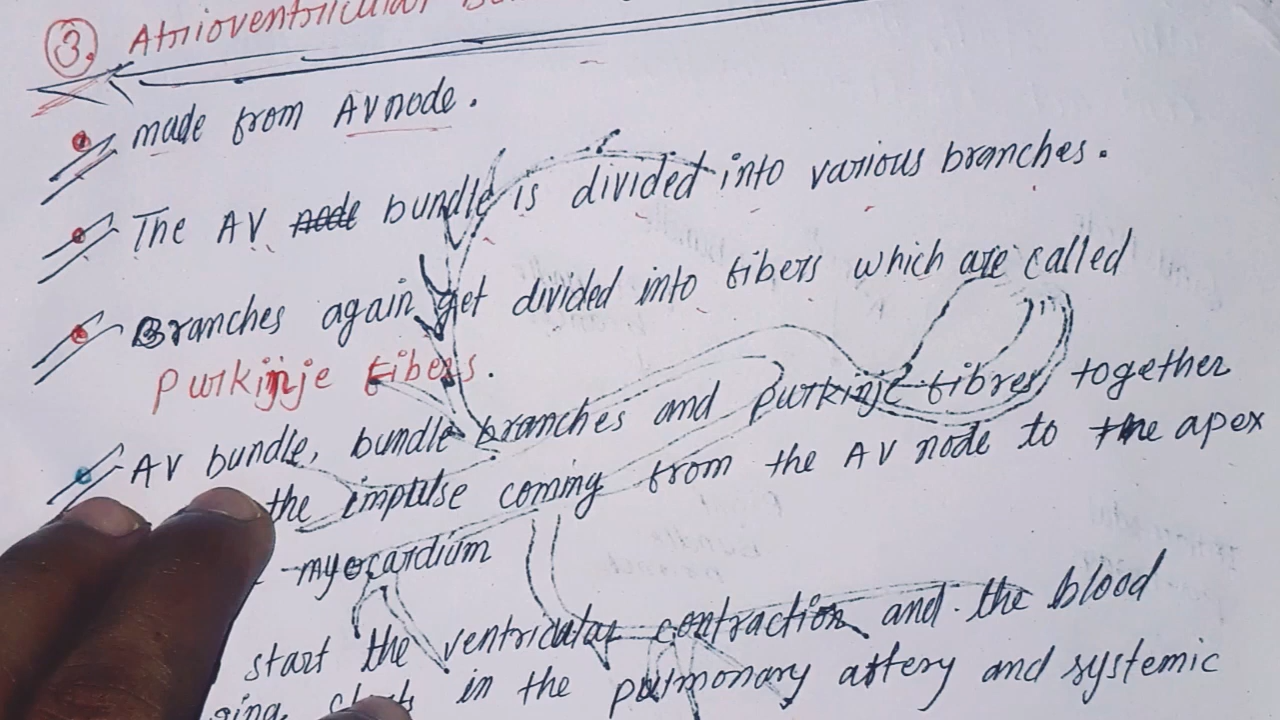 3. Atrioventricular
made from AV node.
The AV node bundle is divided into various branches.
Branches again get divided into fibers which are called
Purkinje fibers.
AV bundle, bundle branches and purkinje fibres together
the impulse coming from the AV node to the apex
myocardium
start the ventricular contraction and the blood
in the pulmonary artery and systemic